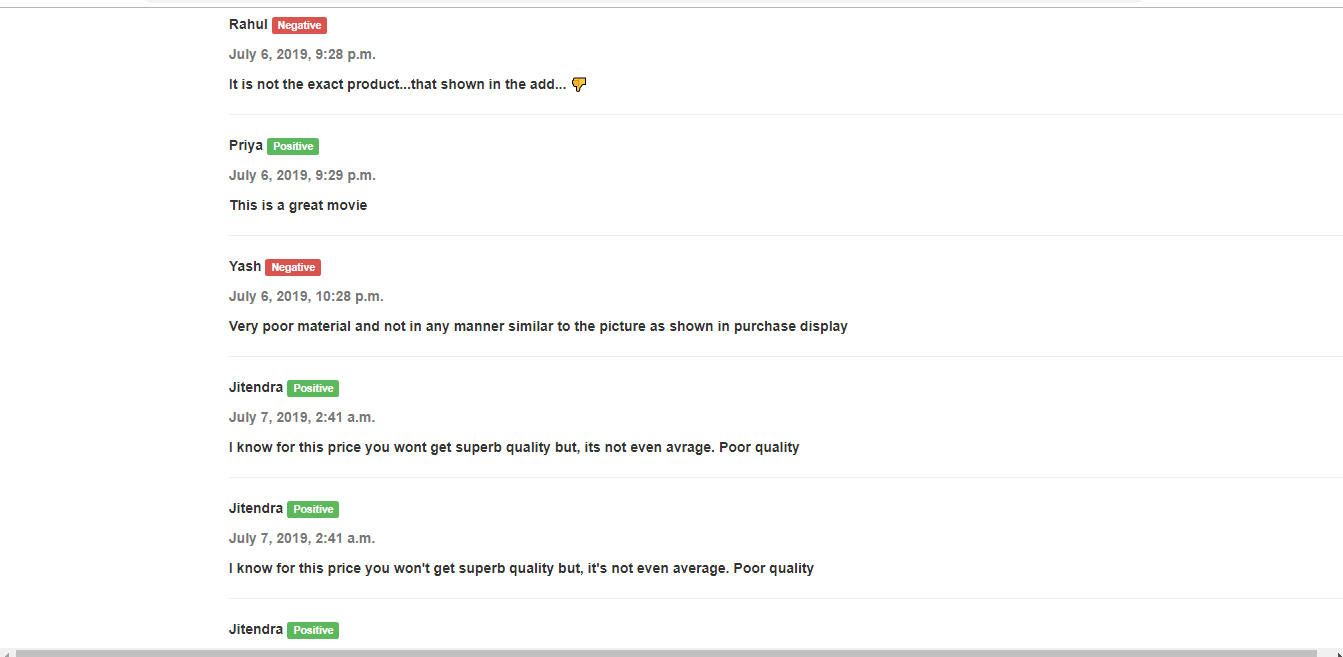 Rahul Negative
July 6, 2019, 9:28 p.m.
It is not the exact product...that shown in the add... 👎
Priya Positive
July 6, 2019, 9:29 p.m.
This is a great movie
Yash Negative
July 6, 2019, 10:28 p.m.
Very poor material and not in any manner similar to the picture as shown in purchase display
Jitendra Positive
July 7, 2019, 2:41 a.m.
I know for this price you wont get superb quality but, its not even avrage. Poor quality
Jitendra Positive
July 7, 2019, 2:41 a.m.
I know for this price you won't get superb quality but, it's not even average. Poor quality
Jitendra Positive